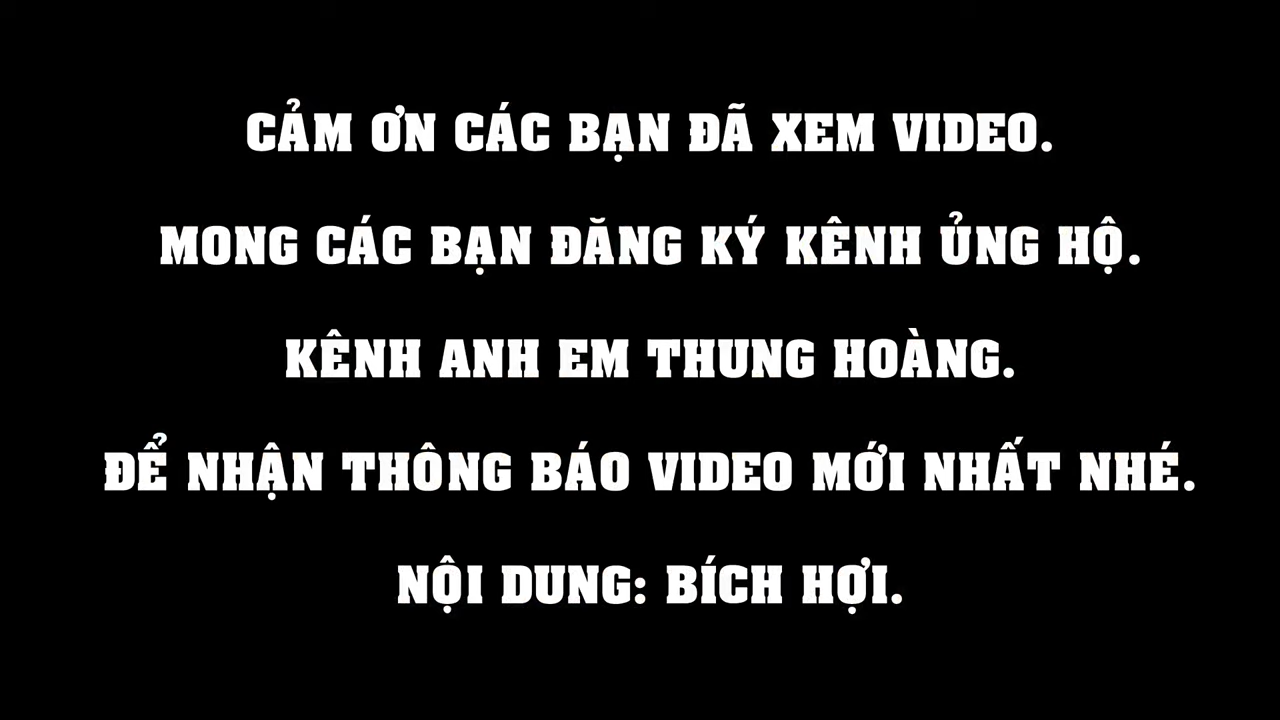 CẢM ƠN CÁC BẠN ĐÃ XEM VIDEO.
MONG CÁC BẠN ĐĂNG KÝ KÊNH ỦNG HỘ.
KÊNH ANH EM THUNG HOÀNG.
ĐỂ NHẬN THÔNG BÁO VIDEO MỚI NHẤT NHÉ.
NỘI DUNG: BÍCH HỢI.